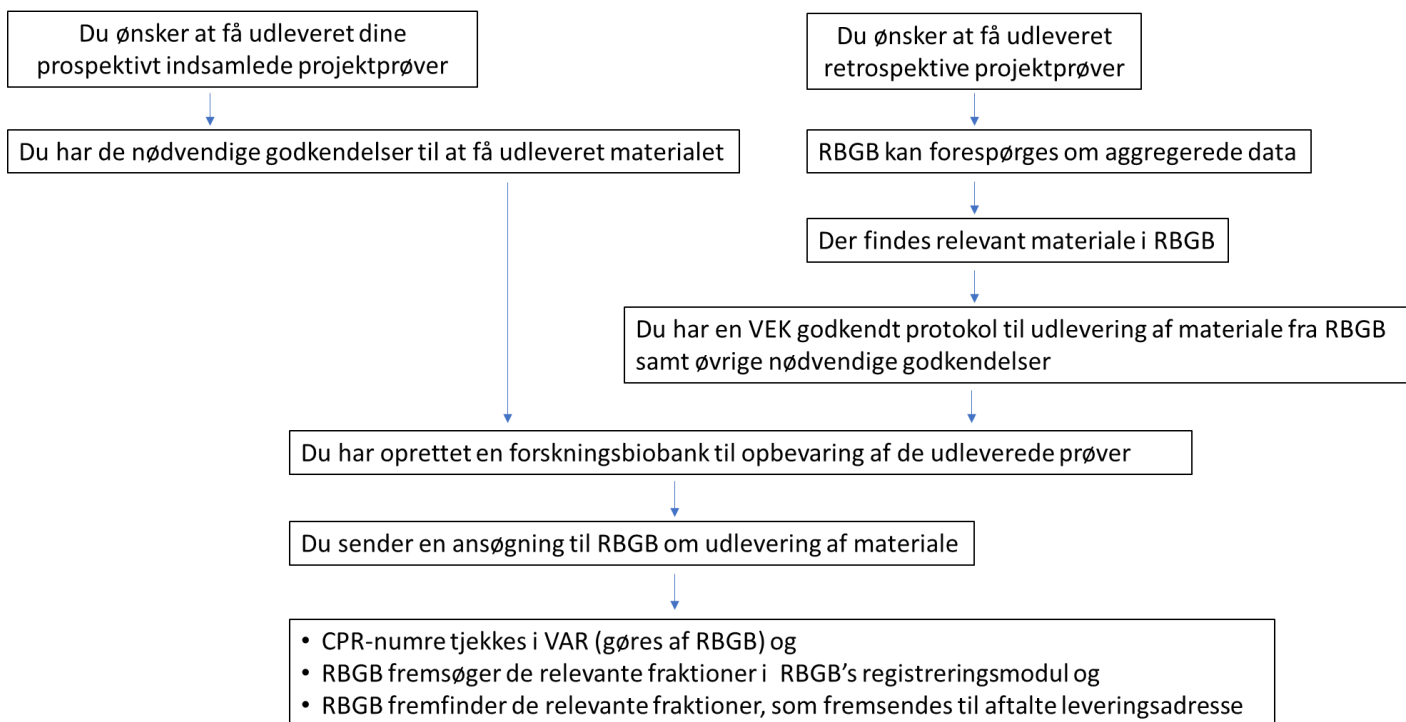 Du ønsker at få udleveret dine
prospektivt indsamlede projektprøver
Du ønsker at få udleveret
retrospektive projektprøver
Du har de nødvendige godkendelser til at få udleveret materialet
RBGB kan forespørges om aggregerede data
Der findes relevant materiale i RBGB
Du har en VEK godkendt protokol til udlevering af materiale fra RBGB
samt øvrige nødvendige godkendelser
Du har oprettet en forskningsbiobank til opbevaring af de udleverede prøver
Du sender en ansøgning til RBGB om udlevering af materiale
• CPR-numre tjekkes i VAR (gøres af RBGB) og
• RBGB fremsøger de relevante fraktioner i RBGB's registreringsmodul og
• RBGB fremfinder de relevante fraktioner, som fremsendes til aftalte leveringsadresse